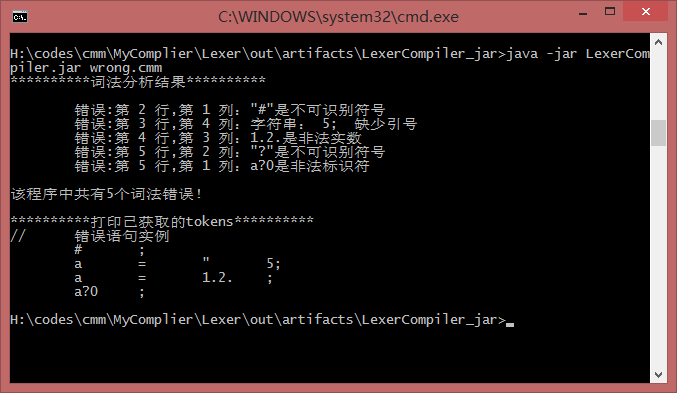 C:\WINDOWS\system32\cmd.exe
H:\codes\cmm\MyComplier\Lexer\out\artifacts\LexerCompiler_jar>java -jar LexerCom
piler.jar wrong.cmm
**********词法分析结果**********
错误:第 2 行,第 1 列: "#"是不可识别符号
错误:第 3 行,第 4 列: 字符串: 5; 缺少引号
错误:第 4 行,第 3 列: 1.2.是非法实数
错误:第 5 行,第 2 列: "?"是不可识别符号
错误:第 5 行,第 1 列: a?0是非法标识符
该程序中共有5个词法错误!
**********打印已获取的tokens**********
// 错误语句实例
# ;
a = " 5;
a = 1.2. ;
a?0 ;
H:\codes\cmm\MyComplier\Lexer\out\artifacts\LexerCompiler_jar>